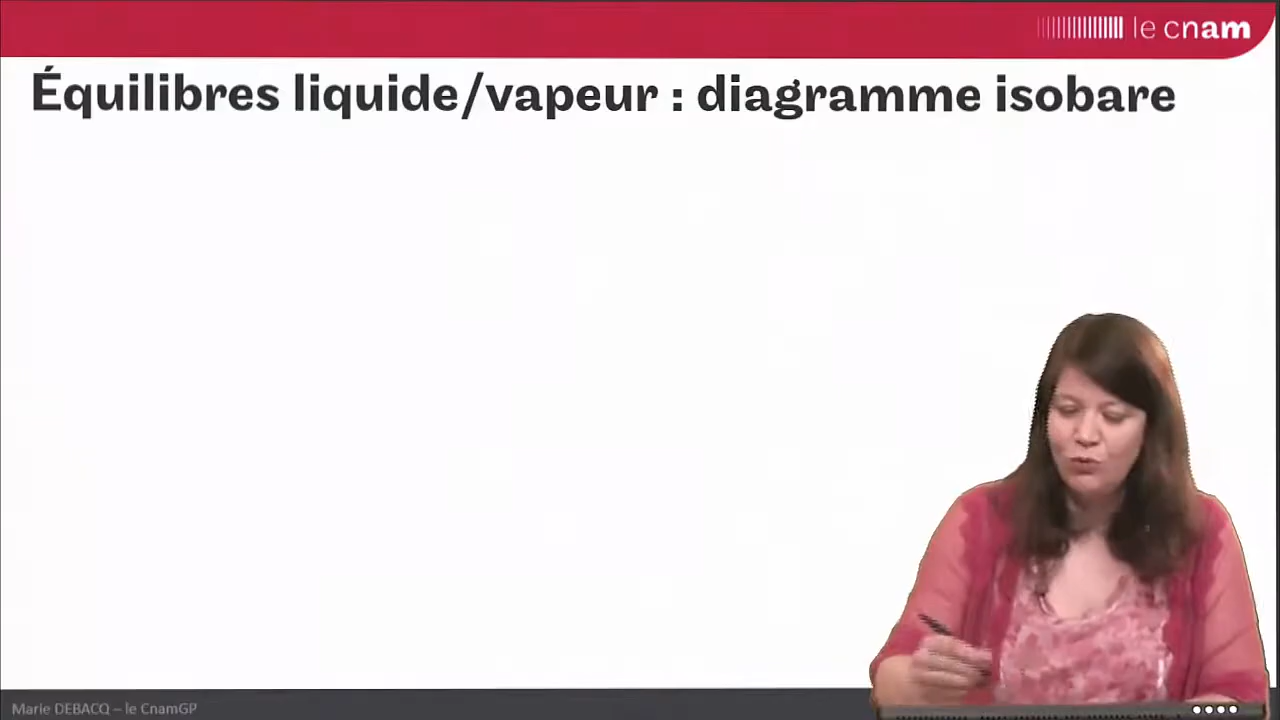 le cnam
Équilibres liquide/vapeur : diagramme isobare
Marie DEBACQ – le CnamGP